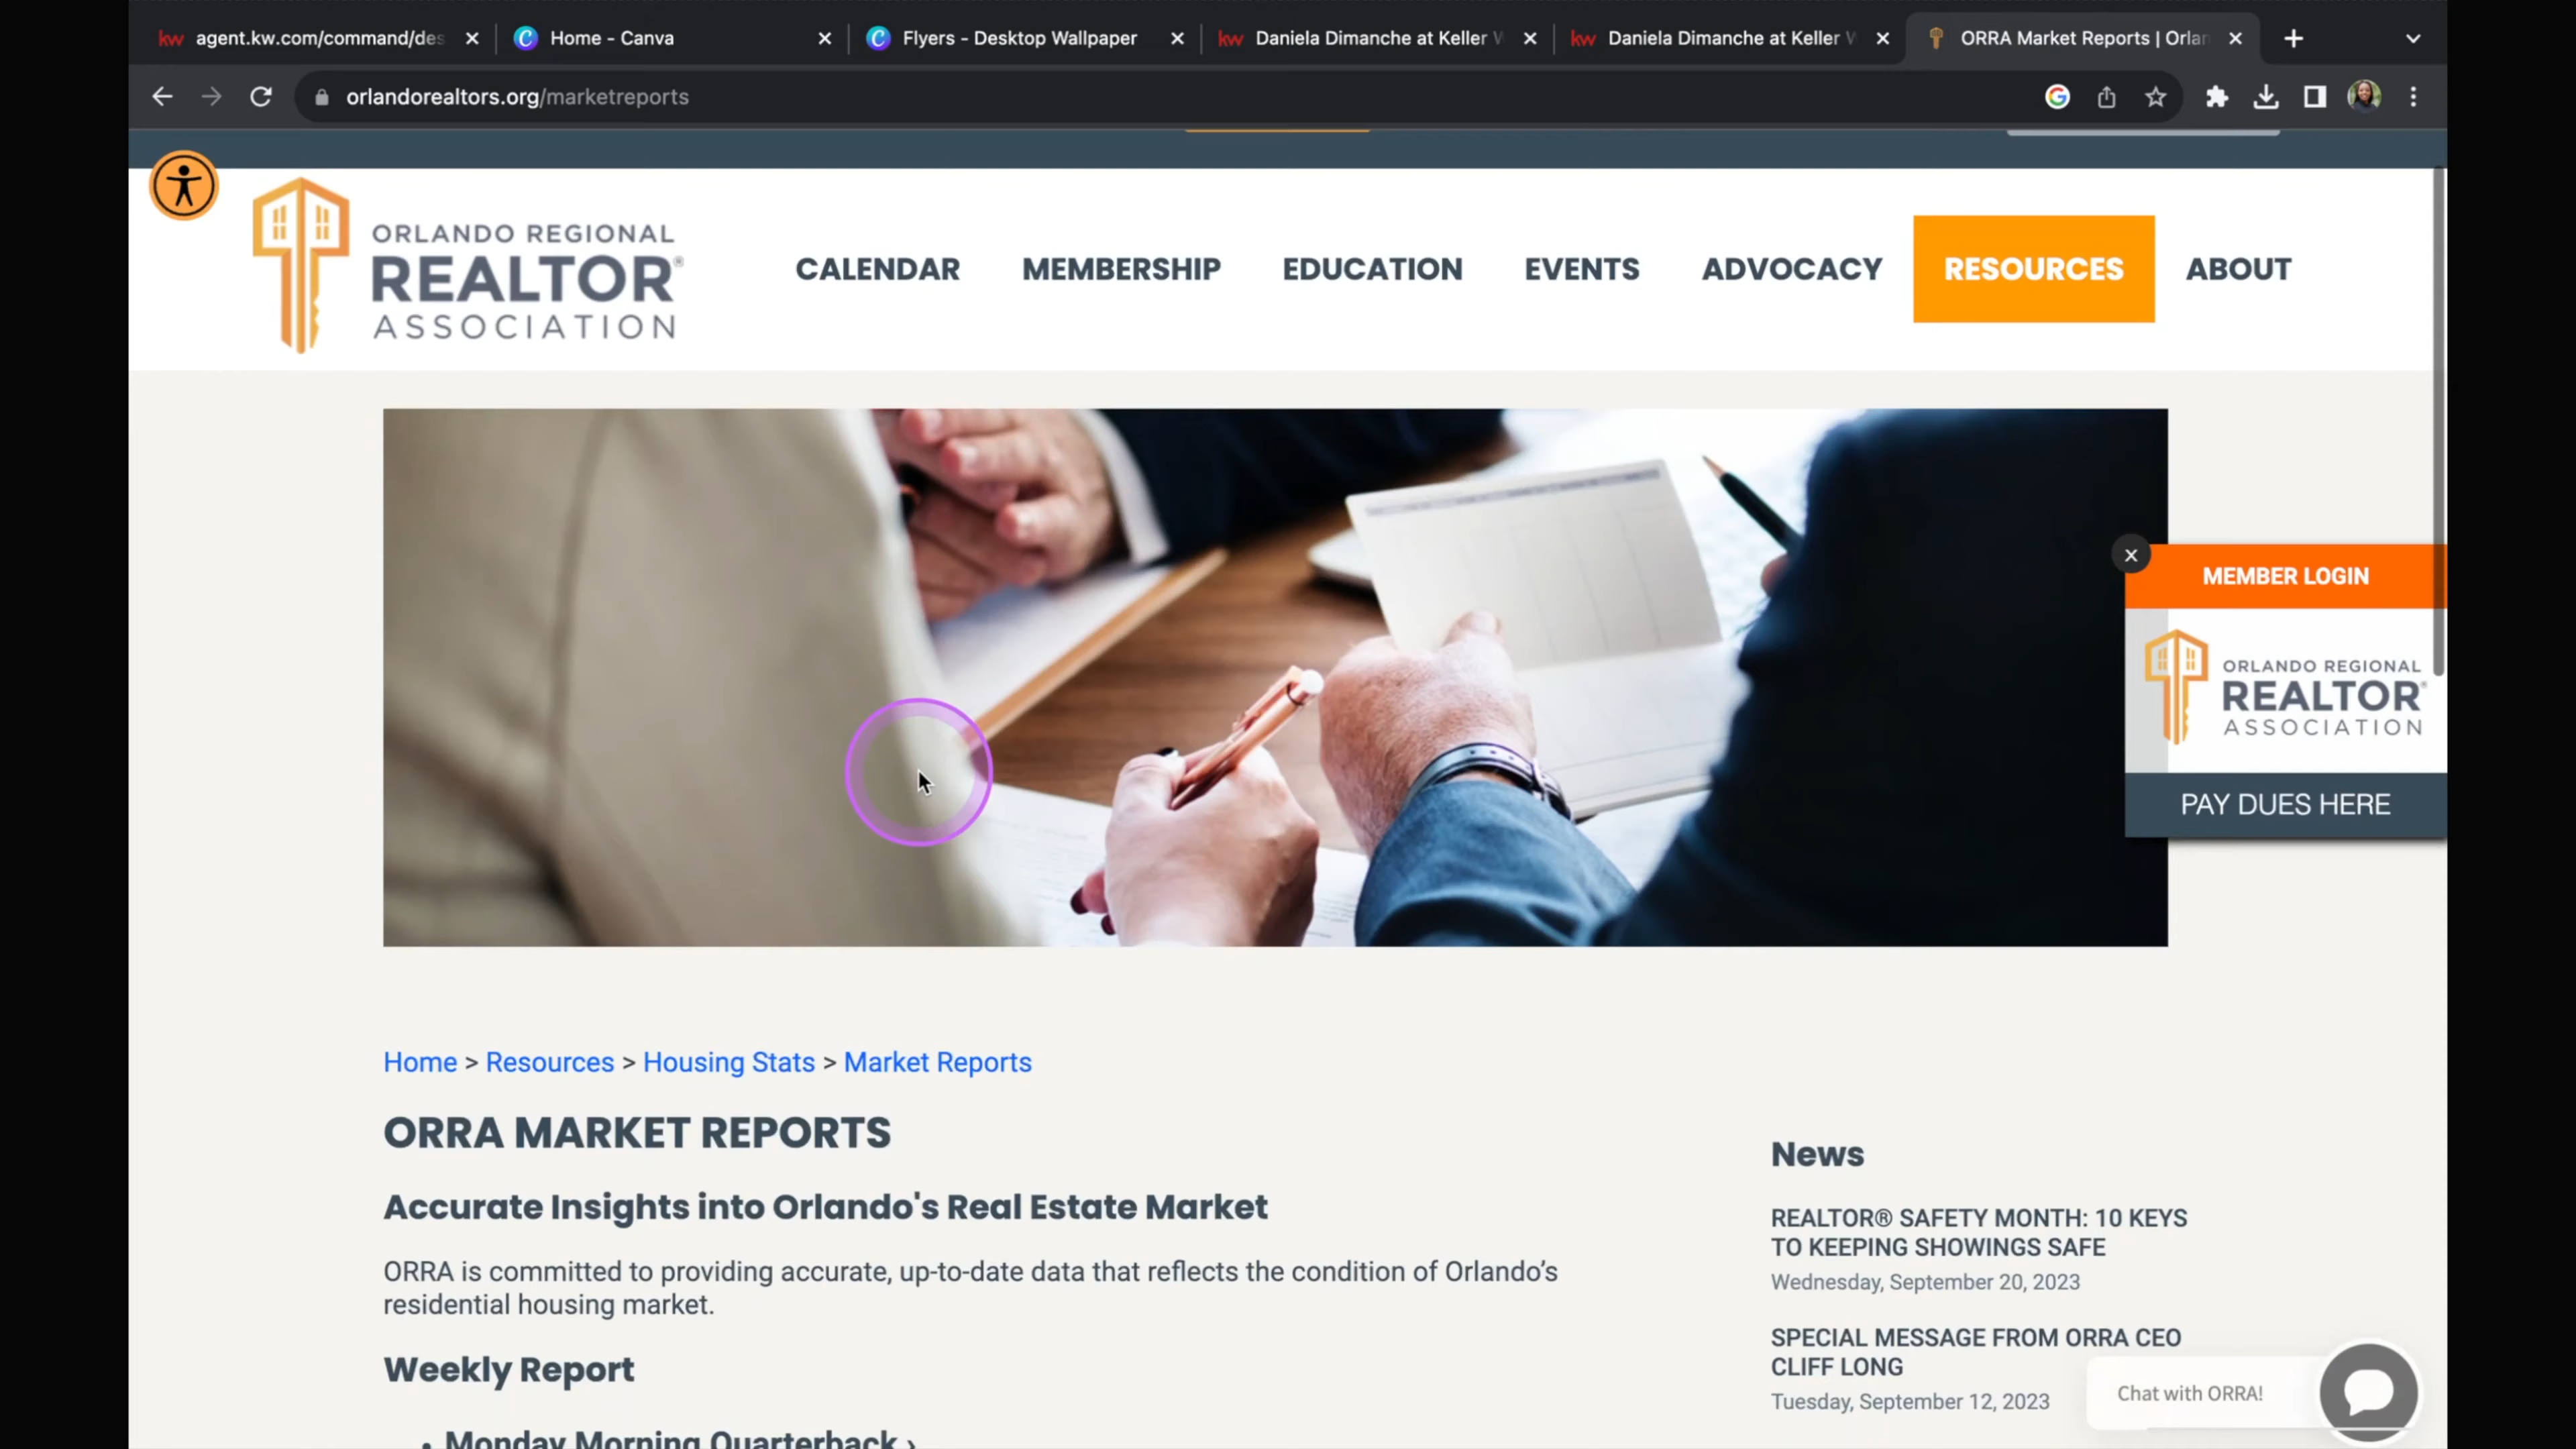 kw agent.kw.com/command/des
Home - Canva
Flyers - Desktop Wallpaper
kw Daniela Dimanche at Keller W
kw Daniela Dimanche at Keller W
ORRA Market Reports | Orlan
orlandorealtors.org/marketreports
ORLANDO REGIONAL
REALTOR®
ASSOCIATION
CALENDAR
MEMBERSHIP
EDUCATION
EVENTS
ADVOCACY
RESOURCES
ABOUT
MEMBER LOGIN
ORLANDO REGIONAL
REALTOR®
ASSOCIATION
PAY DUES HERE
Home > Resources > Housing Stats > Market Reports
ORRA MARKET REPORTS
Accurate Insights into Orlando's Real Estate Market
ORRA is committed to providing accurate, up-to-date data that reflects the condition of Orlando’s
residential housing market.
Weekly Report
• Monday Morning Quarterback ›
News
REALTOR® SAFETY MONTH: 10 KEYS
TO KEEPING SHOWINGS SAFE
Wednesday, September 20, 2023
SPECIAL MESSAGE FROM ORRA CEO
CLIFF LONG
Tuesday, September 12, 2023
Chat with ORRA!